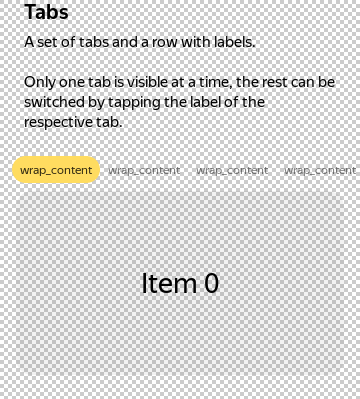 Tabs
A set of tabs and a row with labels.
Only one tab is visible at a time, the rest can be
switched by tapping the label of the
respective tab.
wrap_content wrap_content wrap_content wrap_content
Item 0